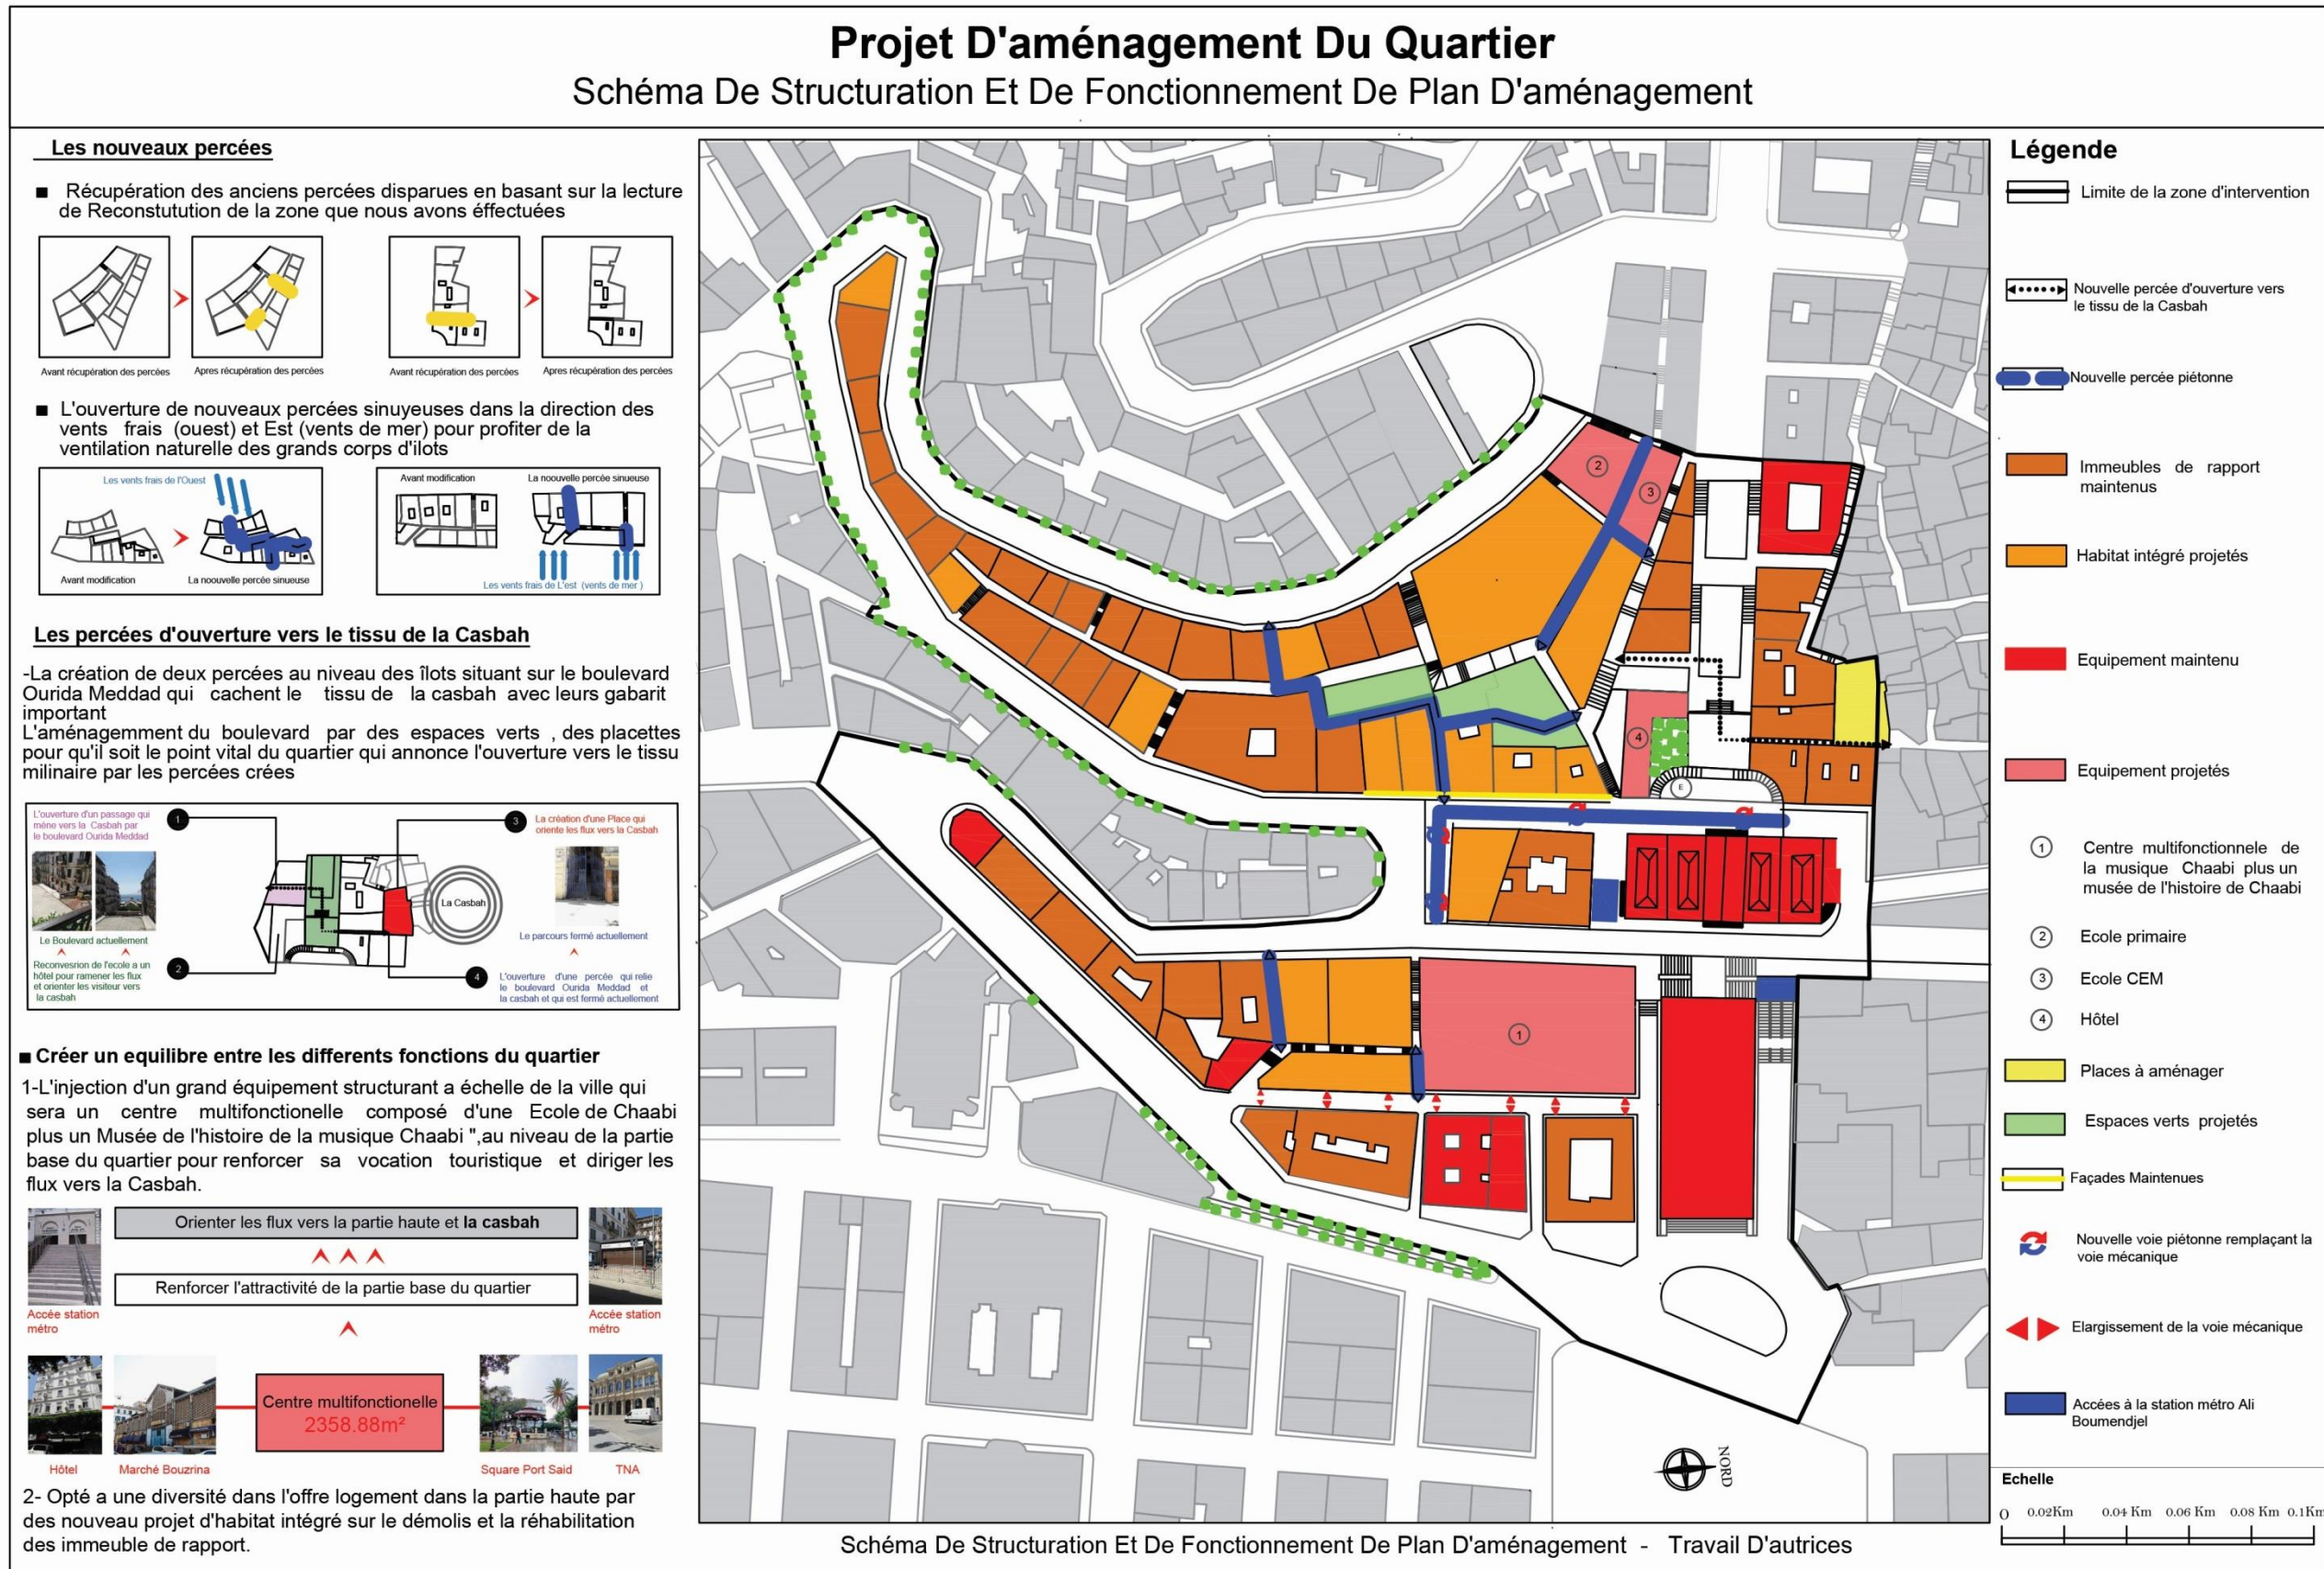 Projet D'aménagement Du Quartier
Schéma De Structuration Et De Fonctionnement De Plan D'aménagement
Les nouveaux percées
■ Récupération des anciens percées disparues en basant sur la lecture
de Reconstutution de la zone que nous avons éffectuées
Avant récupération des percées
Apres récupération des percées
Avant récupération des percées
Apres récupération des percées
■ L'ouverture de nouveaux percées sinuyeuses dans la direction des
vents frais (ouest) et Est (vents de mer) pour profiter de la
ventilation naturelle des grands corps d'ilots
Les vents frais de l'Ouest
Avant modification
La noouvelle percée sinueuse
Avant modification
La noouvelle percée sinueuse
Les vents frais de L'est (vents de mer )
Les percées d'ouverture vers le tissu de la Casbah
-La création de deux percées au niveau des îlots situant sur le boulevard
Ourida Meddad qui cachent le tissu de la casbah avec leurs gabarit
important
L'aménagemment du boulevard par des espaces verts , des placettes
pour qu'il soit le point vital du quartier qui annonce l'ouverture vers le tissu
milinaire par les percées crées
L'ouverture d'un passage qui
mène vers la Casbah par
le boulevard Ourida Meddad
1
3
La création d'une Place qui
oriente les flux vers la Casbah
La Casbah
Le Boulevard actuellement
Le parcours fermé actuellement
Reconvesrion de l'ecole a un
hôtel pour ramener les flux
et orienter les visiteur vers
la casbah
2
4
L'ouverture d'une percée qui relie
le boulevard Ourida Meddad et
la casbah et qui est fermé actuellement
■ Créer un equilibre entre les differents fonctions du quartier
1-L'injection d'un grand équipement structurant a échelle de la ville qui
sera un centre multifonctionelle composé d'une Ecole de Chaabi
plus un Musée de l'histoire de la musique Chaabi ",au niveau de la partie
base du quartier pour renforcer sa vocation touristique et diriger les
flux vers la Casbah.
Orienter les flux vers la partie haute et la casbah
Renforcer l'attractivité de la partie base du quartier
Accée station
métro
Accée station
métro
Centre multifonctionelle
2358.88m²
Hôtel
Marché Bouzrina
Square Port Said
TNA
2- Opté a une diversité dans l'offre logement dans la partie haute par
des nouveau projet d'habitat intégré sur le démolis et la réhabilitation
des immeuble de rapport.
2
3
4
E
1
NORD
Schéma De Structuration Et De Fonctionnement De Plan D'aménagement - Travail D'autrices
Légende
Limite de la zone d'intervention
Nouvelle percée d'ouverture vers
le tissu de la Casbah
Nouvelle percée piétonne
Immeubles de rapport
maintenus
Habitat intégré projetés
Equipement maintenu
Equipement projetés
1 Centre multifonctionnele de
la musique Chaabi plus un
musée de l'histoire de Chaabi
2 Ecole primaire
3 Ecole CEM
4 Hôtel
Places à aménager
Espaces verts projetés
Façades Maintenues
Nouvelle voie piétonne remplaçant la
voie mécanique
Elargissement de la voie mécanique
Accées à la station métro Ali
Boumendjel
Echelle
0 0.02Km 0.04 Km 0.06 Km 0.08 Km 0.1Km